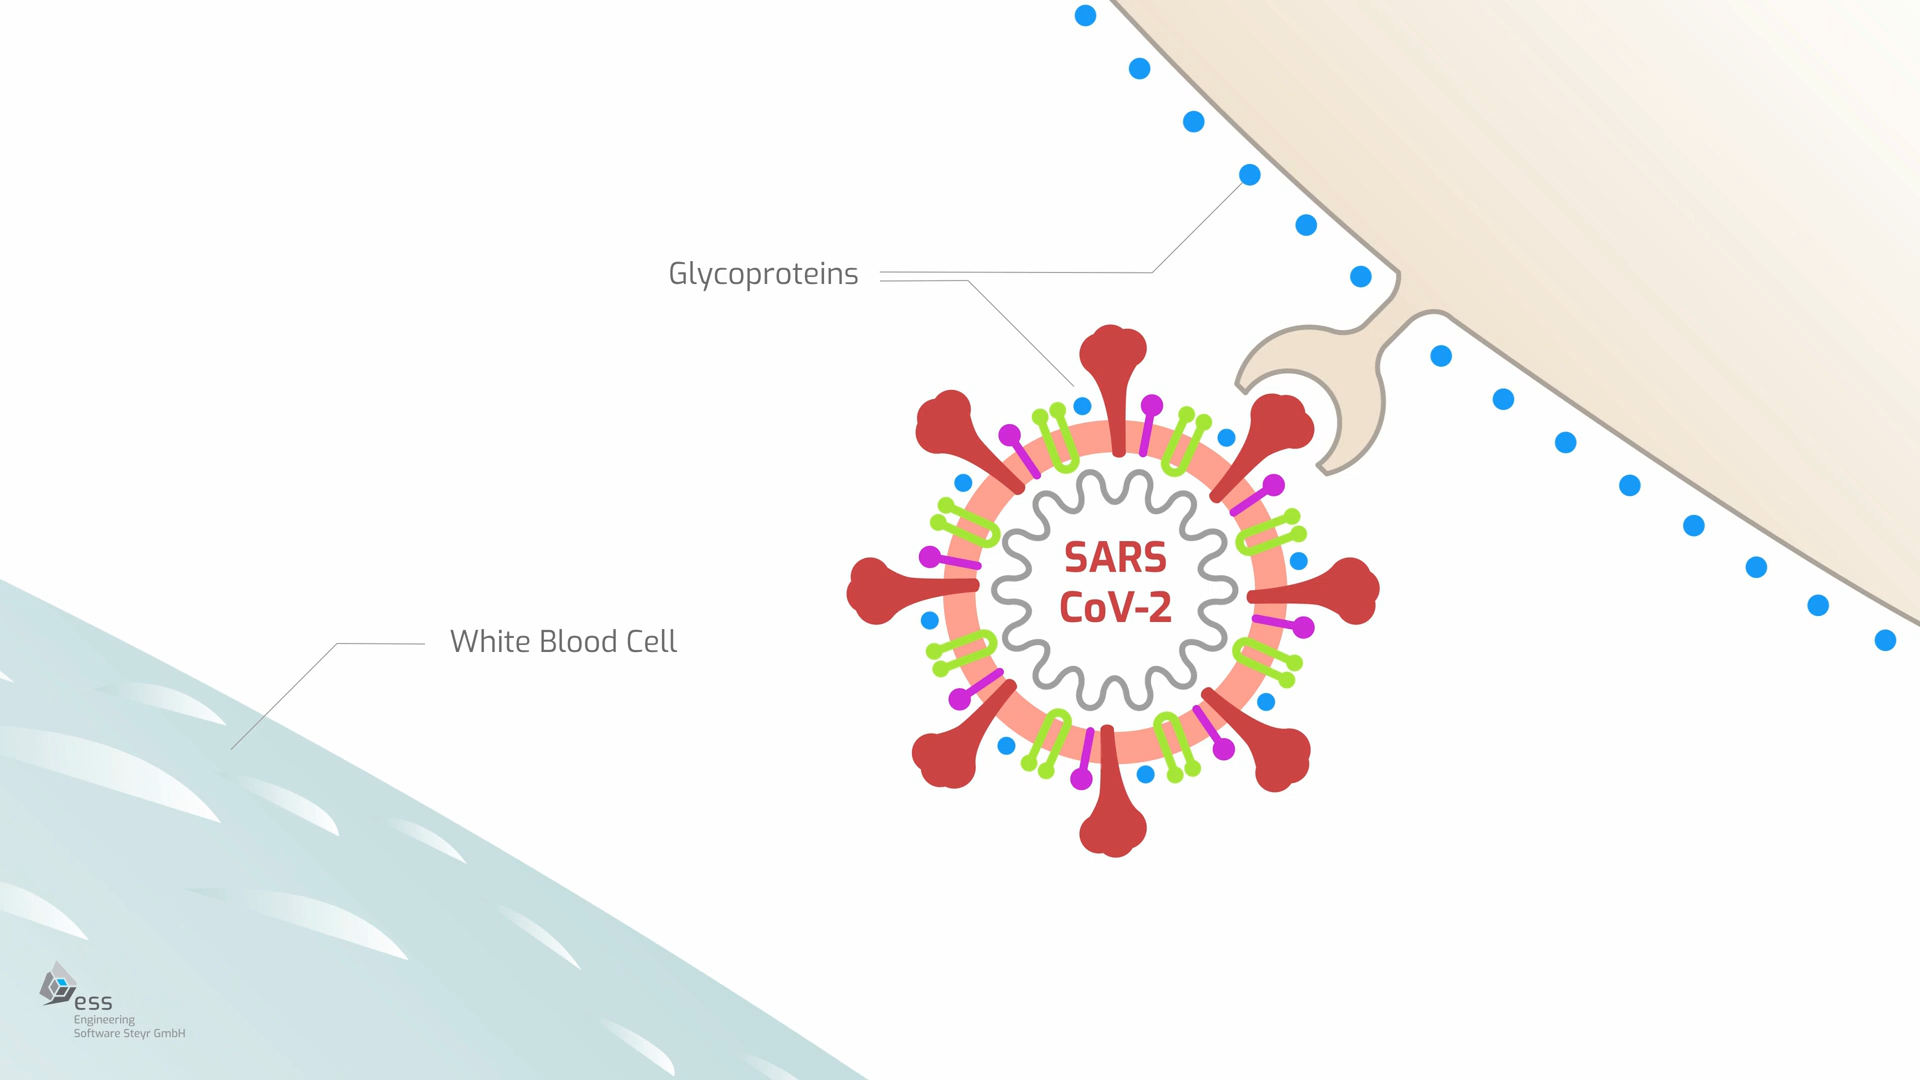 Glycoproteins
SARS
CoV-2
White Blood Cell
ess
Engineering
Software Steyr GmbH